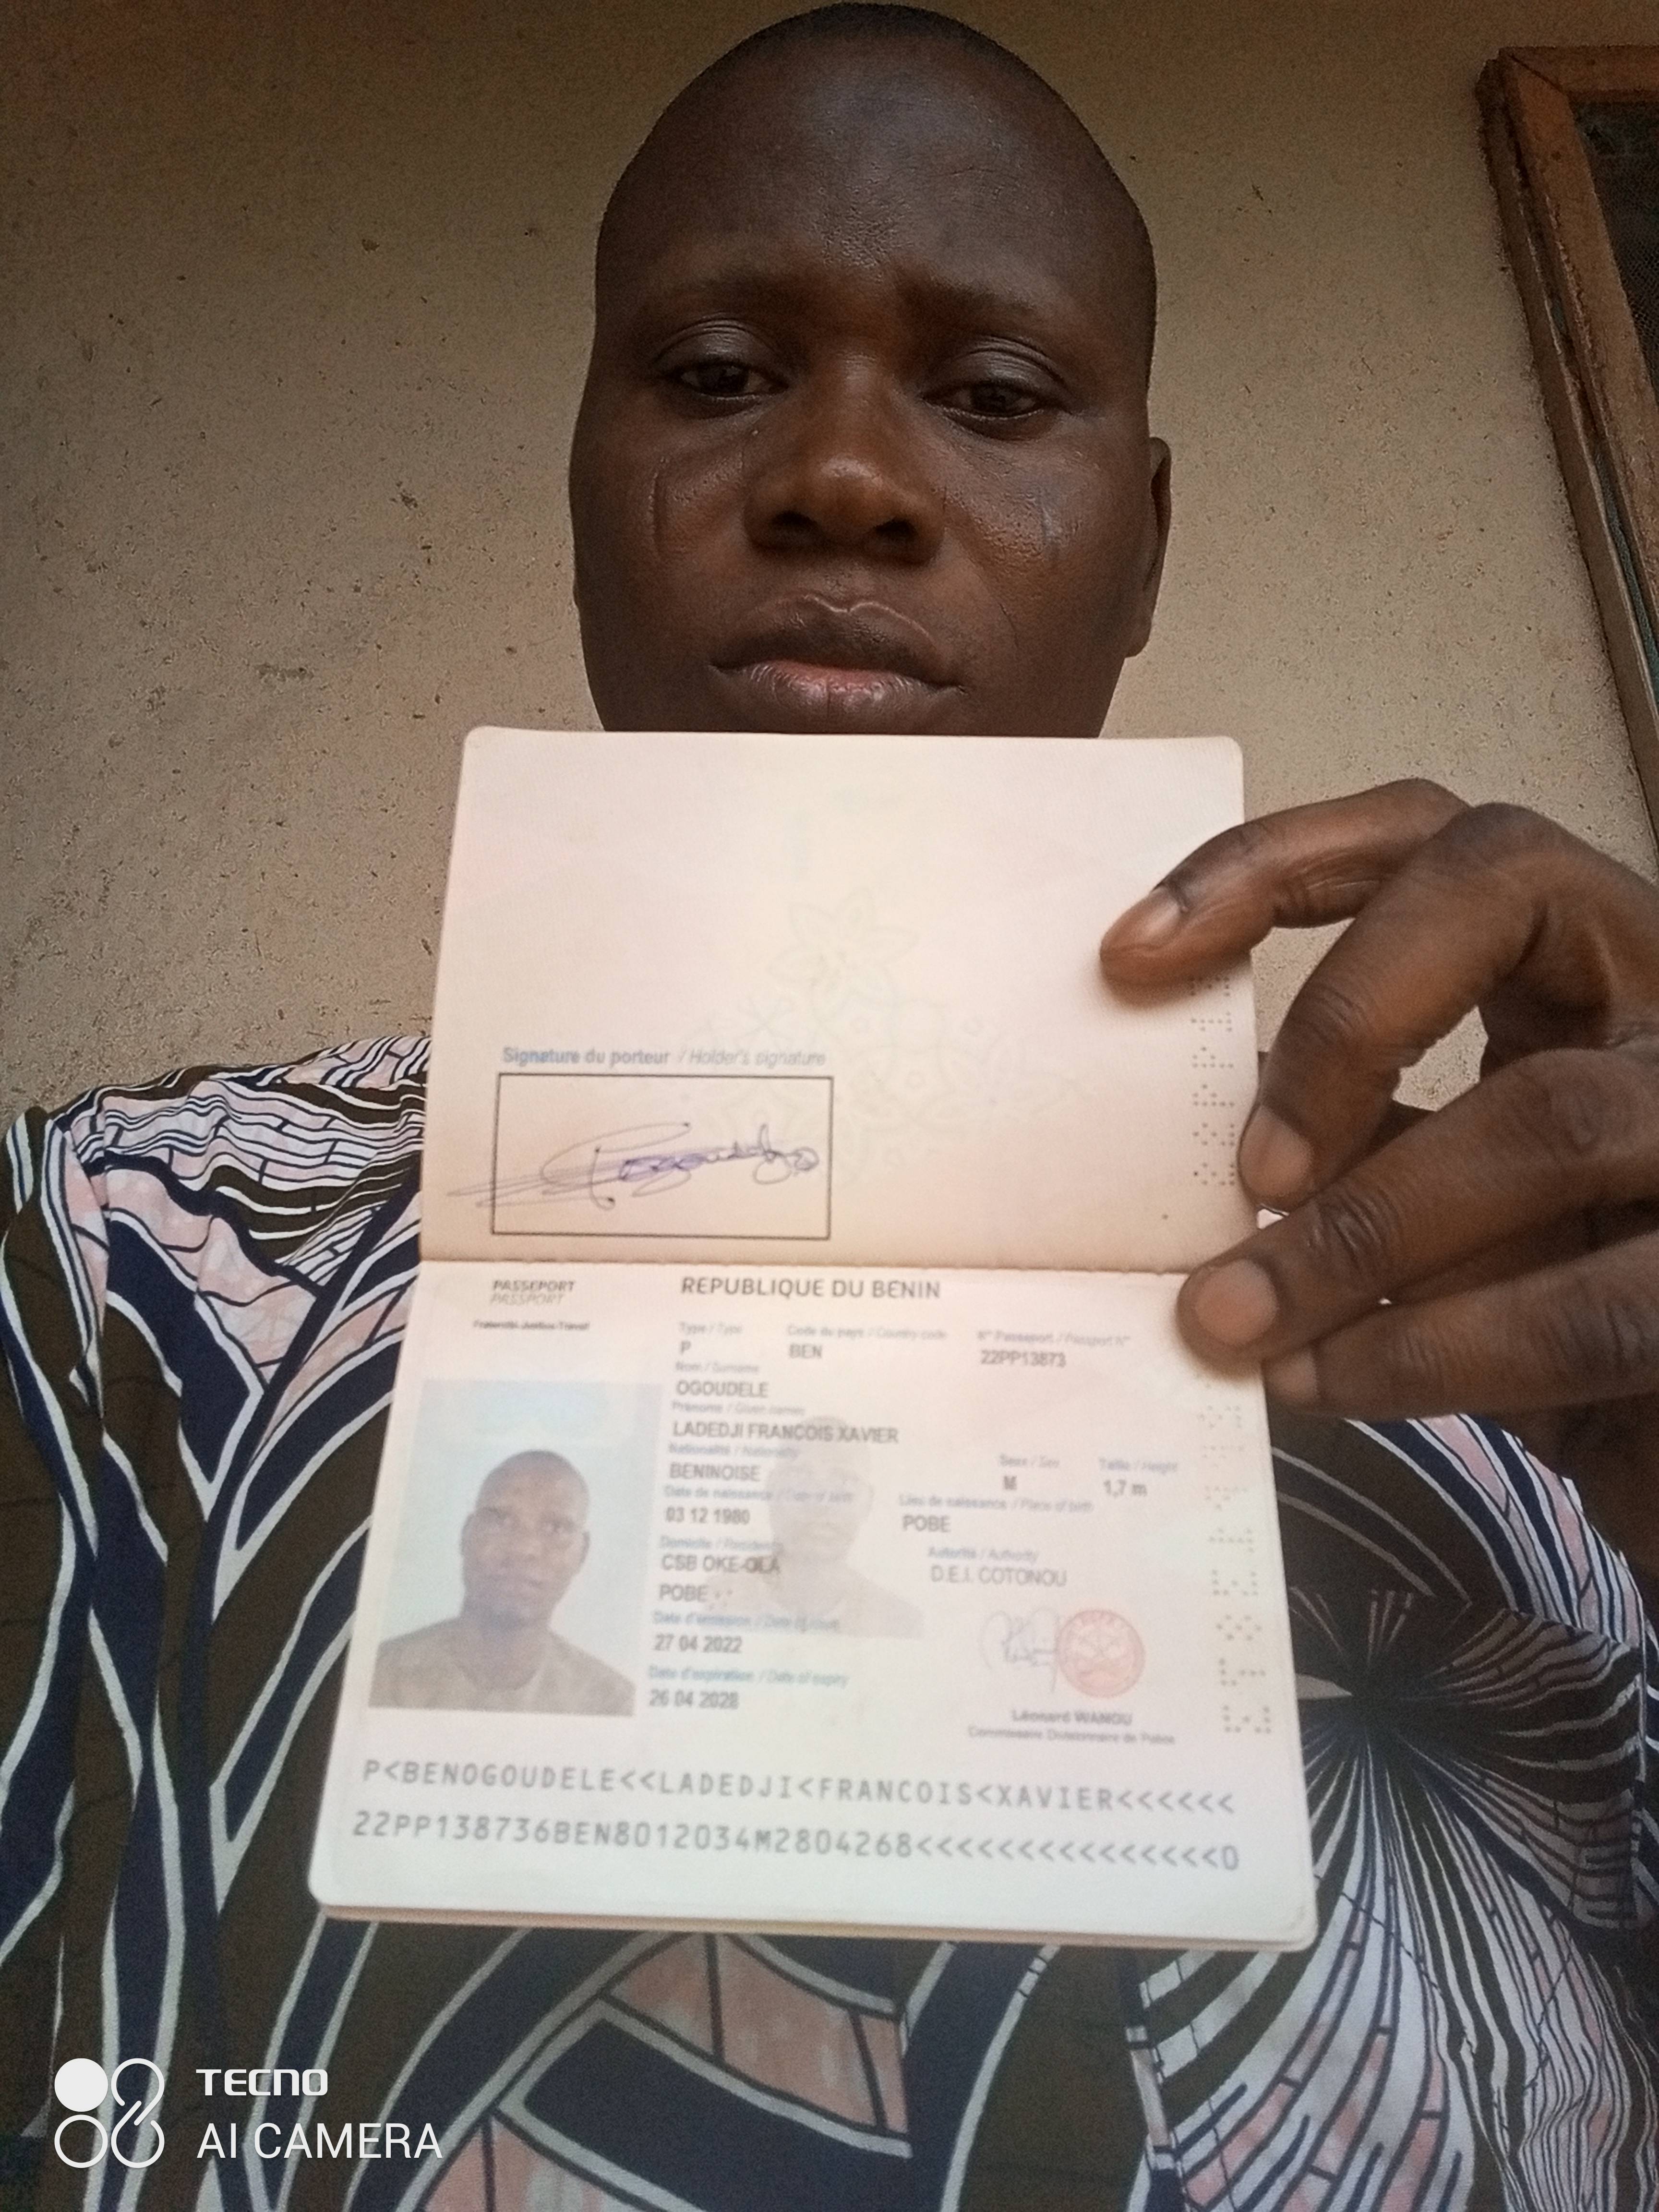 Signature du porteur / Holder's signature
PASSEPORT
PASSPORT
REPUBLIQUE DU BENIN
Fraternité-Justice-Travail
Type / Type
Code du pays / Country code
N° Passeport / Passport N°
P
BEN
22PP13873
Nom / Surname
OGOUDELE
Prénoms / Given names
LADEDJI FRANÇOIS XAVIER
Nationalité / Nationality
BENINOISE
Sexe / Sex
Taille / Height
M
1,7 m
Date de naissance / Date of birth
Lieu de naissance / Place of birth
03 12 1980
POBE
Domicile / Residence
Autorité / Authority
CSB OKE-OLA
D.E.I. COTONOU
POBE
Date d'émission / Date of issue
27 04 2022
Date d'expiration / Date of expiry
26 04 2028
Léonard WANOU
Commissaire Divisionnaire de Police
P<BENOGOUDELE<<LADEDJI<FRANCOIS<XAVIER<<<<<<
22PP138736BEN8012034M2804268<<<<<<<<<<<<<<<0
TECNO
AI CAMERA